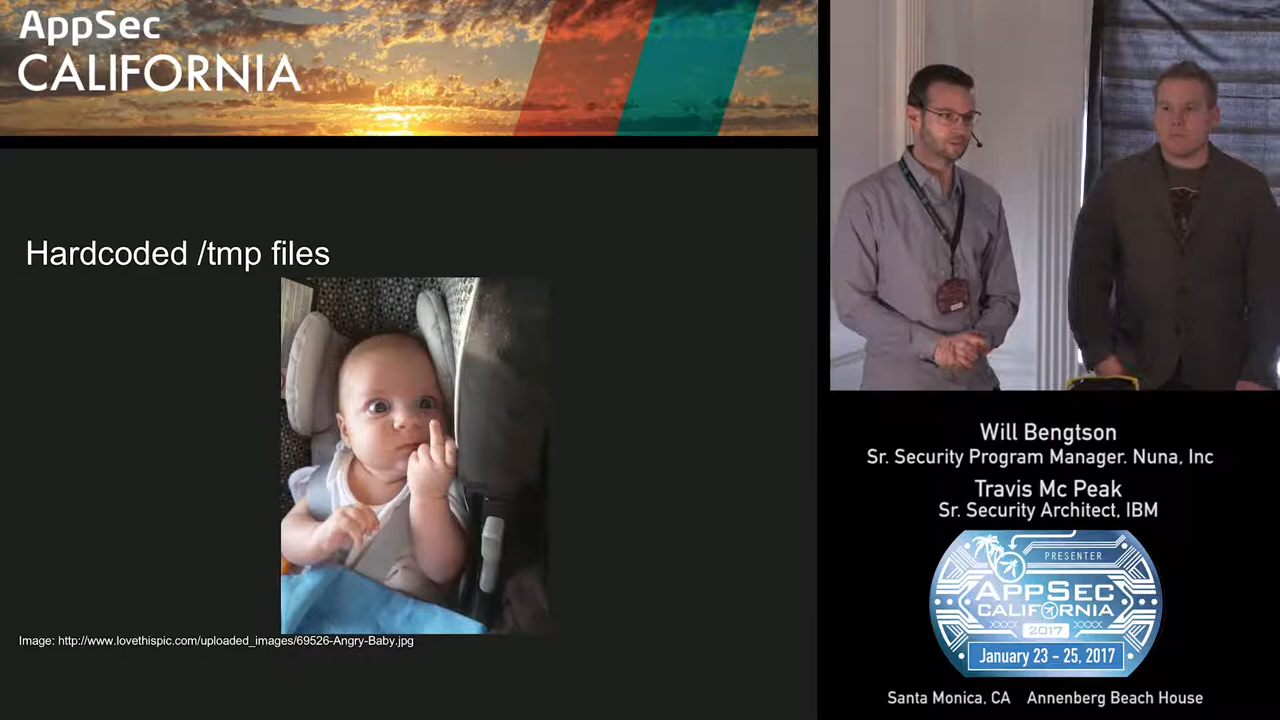 AppSec
CALIFORNIA
Hardcoded /tmp files
Image: http://www.lovethispic.com/uploaded_images/69526-Angry-Baby.jpg
Will Bengtson
Sr. Security Program Manager. Nuna, Inc
Travis Mc Peak
Sr. Security Architect, IBM
PRESENTER
APPSEC
CALIFORNIA
2017
January 23 - 25, 2017
Santa Monica, CA Annenberg Beach House